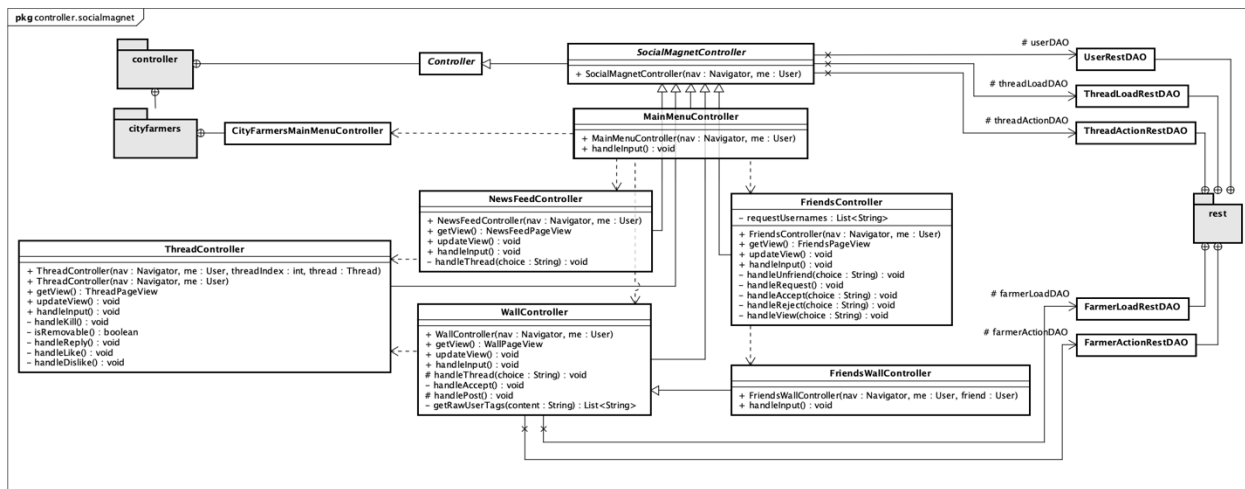 pkg controller.socialmagnet
controller
Controller
SocialMagnetController
+ SocialMagnetController(nav : Navigator, me : User)
# userDAO
UserRestDAO
# threadLoadDAO
ThreadLoadRestDAO
# threadActionDAO
ThreadActionRestDAO
cityfarmers
CityFarmersMainMenuController
MainMenuController
+ MainMenuController(nav : Navigator, me : User)
+ handleInput() : void
NewsFeedController
+ NewsFeedController(nav : Navigator, me : User)
+ getView() : NewsFeedPageView
+ updateView() : void
+ handleInput() : void
- handleThread(choice : String) : void
FriendsController
- requestUsernames : List<String>
+ FriendsController(nav : Navigator, me : User)
+ getView() : FriendsPageView
+ updateView() : void
+ handleInput() : void
- handleUnfriend(choice : String) : void
- handleRequest() : void
- handleAccept(choice : String) : void
- handleReject(choice : String) : void
- handleView(choice : String) : void
rest
ThreadController
+ ThreadController(nav : Navigator, me : User, threadIndex : int, thread : Thread)
+ ThreadController(nav : Navigator, me : User)
+ getView() : ThreadPageView
+ updateView() : void
+ handleInput() : void
- handleKill() : void
- isRemovable() : boolean
- handleReply() : void
- handleLike() : void
- handleDislike() : void
WallController
+ WallController(nav : Navigator, me : User)
+ getView() : WallPageView
+ updateView() : void
+ handleInput() : void
# handleThread(choice : String) : void
- handleAccept() : void
# handlePost() : void
- getRawUserTags(content : String) : List<String>
# farmerLoadDAO
FarmerLoadRestDAO
# farmerActionDAO
FarmerActionRestDAO
FriendsWallController
+ FriendsWallController(nav : Navigator, me : User, friend : User)
+ handleInput() : void